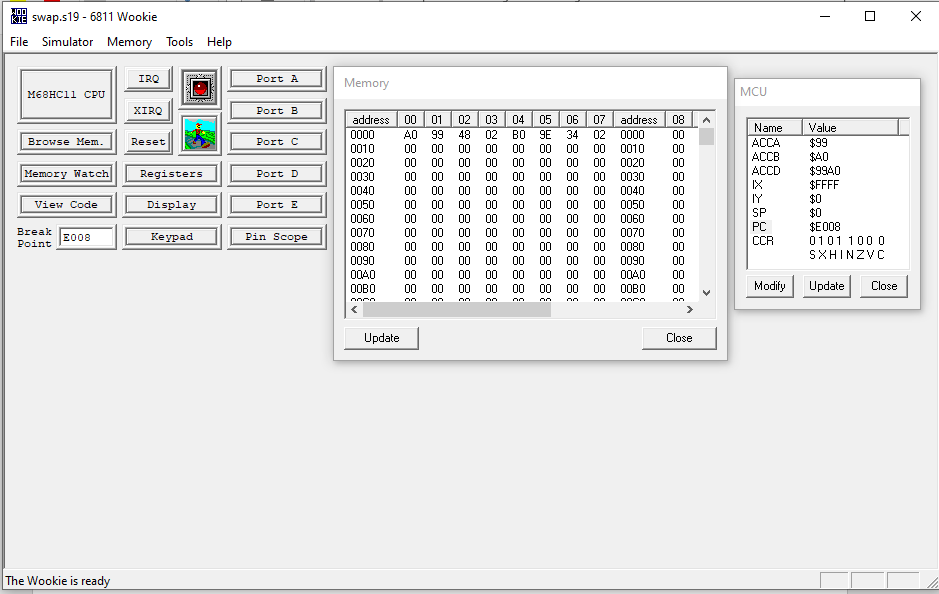 swap.s19 - 6811 Wookie
File Simulator Memory Tools Help
M68HC11 CPU
IRQ
XIRQ
Reset
Port A
Port B
Port C
Browse Mem.
Memory Watch
Registers
Port D
View Code
Display
Port E
Break Point
E008
Keypad
Pin Scope
Memory
address 00 01 02 03 04 05 06 07 address 08
0000 A0 99 48 02 B0 9E 34 02 0000 00
0010 00 00 00 00 00 00 00 00 0010 00
0020 00 00 00 00 00 00 00 00 0020 00
0030 00 00 00 00 00 00 00 00 0030 00
0040 00 00 00 00 00 00 00 00 0040 00
0050 00 00 00 00 00 00 00 00 0050 00
0060 00 00 00 00 00 00 00 00 0060 00
0070 00 00 00 00 00 00 00 00 0070 00
0080 00 00 00 00 00 00 00 00 0080 00
0090 00 00 00 00 00 00 00 00 0090 00
00A0 00 00 00 00 00 00 00 00 00A0 00
00B0 00 00 00 00 00 00 00 00 00B0 00
Update Close
MCU
Name Value
ACCA $99
ACCB $A0
ACCD $99A0
IX $FFFF
IY $0
SP $0
PC $E008
CCR 0 1 0 1 1 0 0 0
S X H I N Z V C
Modify Update Close
The Wookie is ready